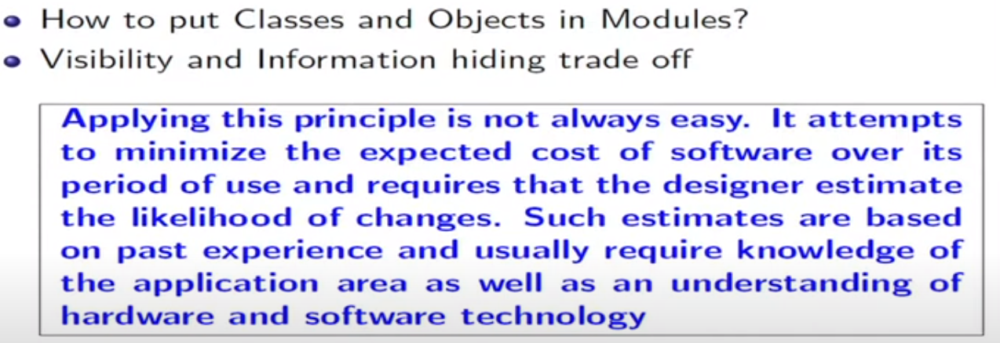 How to put Classes and Objects in Modules?
Visibility and Information hiding trade off
Applying this principle is not always easy. It attempts
to minimize the expected cost of software over its
period of use and requires that the designer estimate
the likelihood of changes. Such estimates are based
on past experience and usually require knowledge of
the application area as well as an understanding of
hardware and software technology